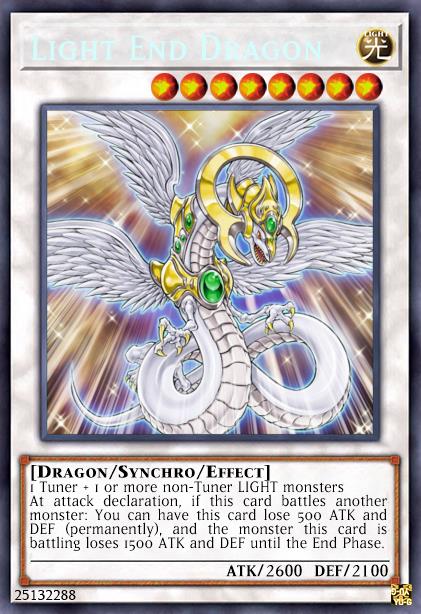 LIGHT END DRAGON
LIGHT
光
[DRAGON/SYNCHRO/EFFECT]
1 Tuner + 1 or more non-Tuner LIGHT monsters
At attack declaration, if this card battles another
monster: You can have this card lose 500 ATK and
DEF (permanently), and the monster this card is
battling loses 1500 ATK and DEF until the End Phase.
ATK/2600 DEF/2100
25132288